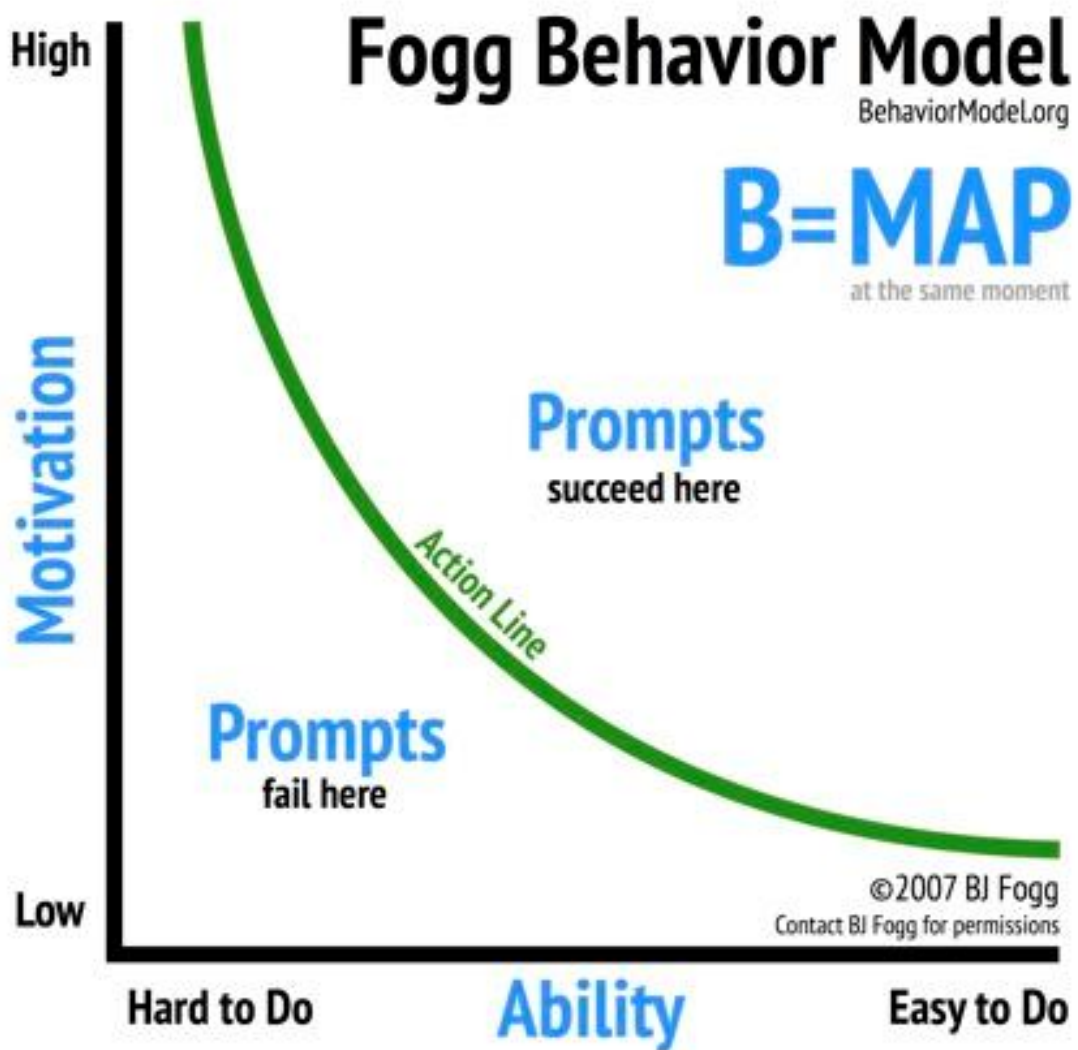 High
Fogg Behavior Model
BehaviorModel.org
B=MAP
at the same moment
Motivation
Prompts
succeed here
Action Line
Prompts
fail here
Low
©2007 BJ Fogg
Contact BJ Fogg for permissions
Hard to Do
Ability
Easy to Do